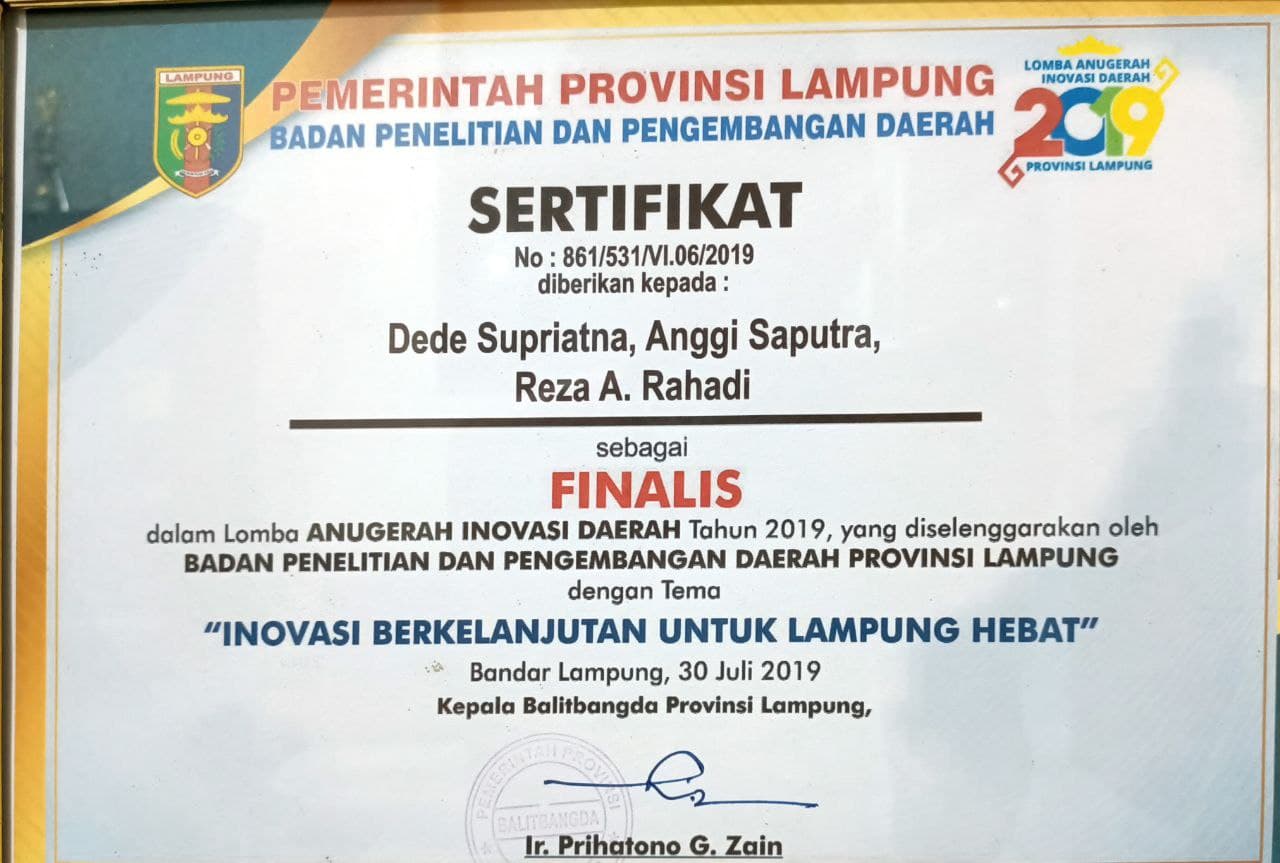 LAMPUNG
PEMERINTAH PROVINSI LAMPUNG
BADAN PENELITIAN DAN PENGEMBANGAN DAERAH
LOMBA ANUGERAH
INOVASI DAERAH
2019
PROVINSI LAMPUNG
SERTIFIKAT
No : 861/531/VI.06/2019
diberikan kepada :
Dede Supriatna, Anggi Saputra,
Reza A. Rahadi
sebagai
FINALIS
dalam Lomba ANUGERAH INOVASI DAERAH Tahun 2019, yang diselenggarakan oleh
BADAN PENELITIAN DAN PENGEMBANGAN DAERAH PROVINSI LAMPUNG
dengan Tema
“INOVASI BERKELANJUTAN UNTUK LAMPUNG HEBAT”
Bandar Lampung, 30 Juli 2019
Kepala Balitbangda Provinsi Lampung,
PEMERINTAH PROVINSI
BALITBANGDA
Ir. Prihatono G. Zain